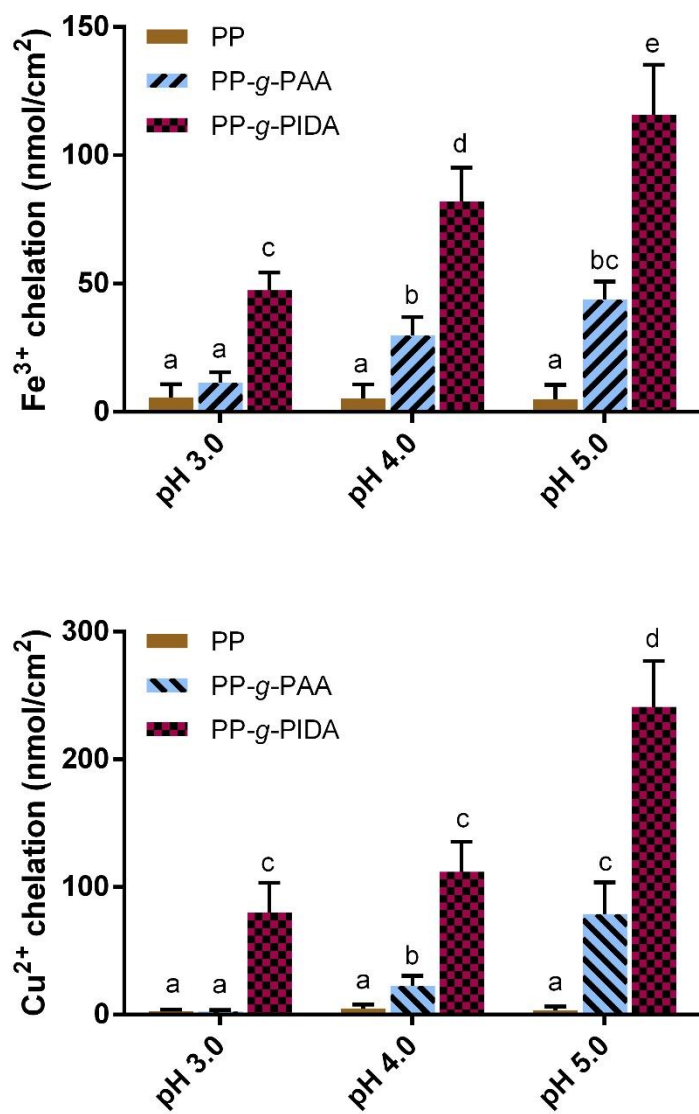 150
100
50
0
Fe³⁺ chelation (nmol/cm²)
PP
PP-g-PAA
PP-g-PIDA
a
a
c
a
b
d
a
bc
e
pH 3.0
pH 4.0
pH 5.0
300
200
100
0
Cu²⁺ chelation (nmol/cm²)
PP
PP-g-PAA
PP-g-PIDA
a
a
c
a
b
c
a
c
d
pH 3.0
pH 4.0
pH 5.0